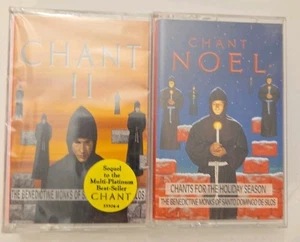 CHANT
II
Sequel
to the
Multi-Platinum
Best-Seller
CHANT
THE BENEDICTINE MONKS OF
LOS
CHANT
NOEL
CHANTS FOR THE HOLIDAY SEASON
THE BENEDICTINE MONKS OF SANTO DOMINGO DE SILOS